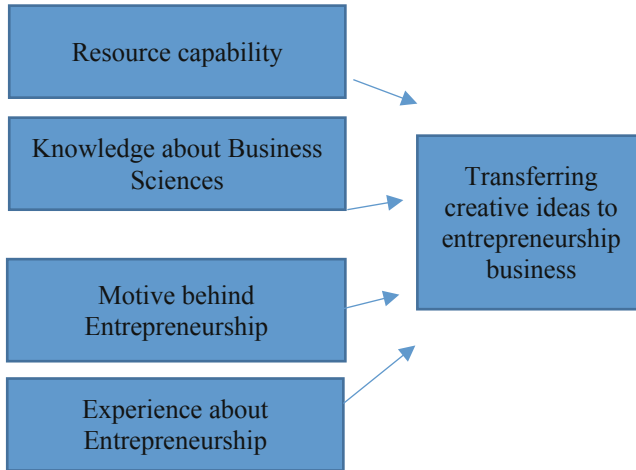 Resource capability
Knowledge about Business
Sciences
Motive behind
Entrepreneurship
Experience about
Entrepreneurship
Transferring
creative ideas to
entrepreneurship
business